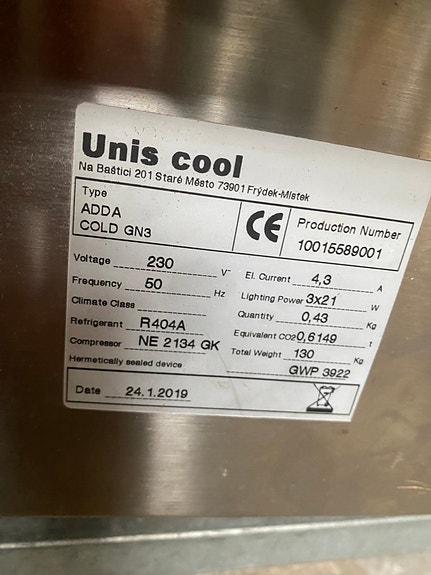 Unis cool
Na Baštici 201 Staré Město 73901 Frýdek-Místek
Type
ADDA
COLD GN3
CE
Production Number
10015589001
Voltage 230 V~
El. Current 4,3 A
Frequency 50 Hz
Lighting Power 3x21 W
Climate Class
Quantity 0,43 Kg
Refrigerant R404A
Equivalent CO2 0,6149 t
Compressor NE 2134 GK
Total Weight 130 Kg
Hermetically sealed device
GWP 3922
Date 24.1.2019